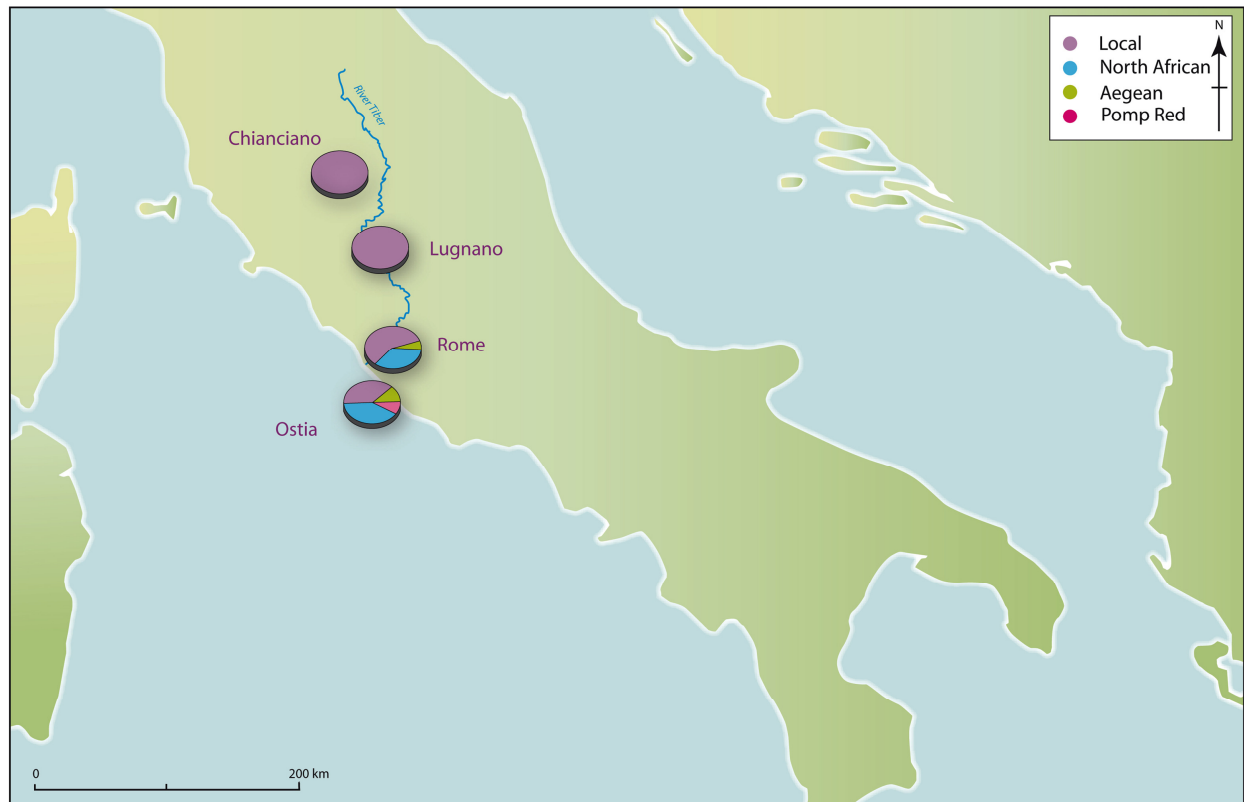 N
Local
North African
Aegean
Pomp Red
River Tiber
Chianciano
Lugnano
Rome
Ostia
0
200 km